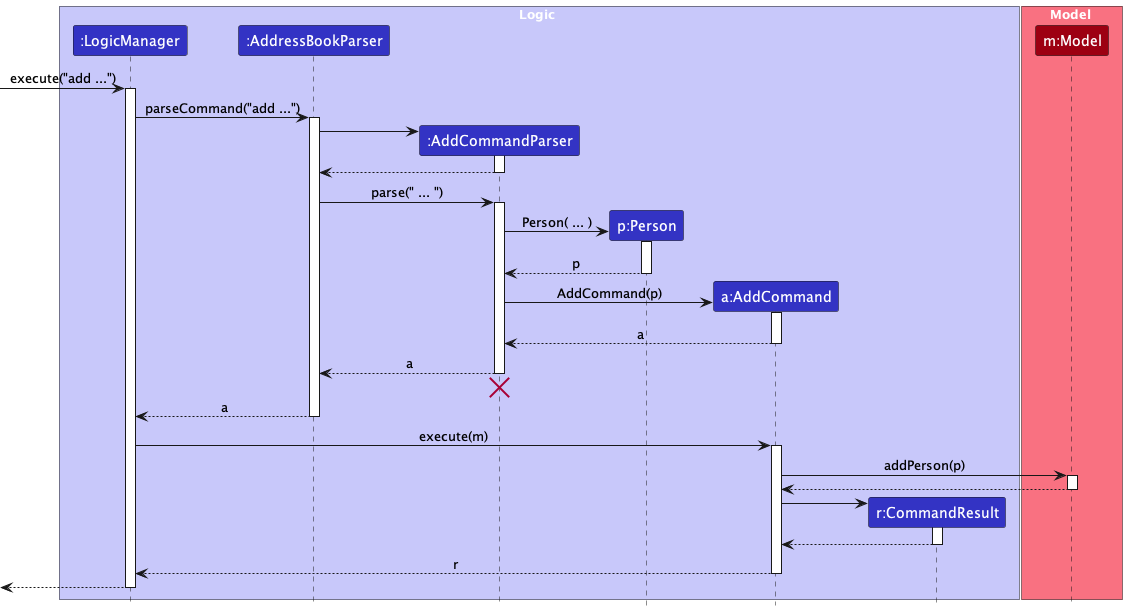 Logic
Model
:LogicManager
:AddressBookParser
m:Model
execute("add ...")
parseCommand("add ...")
:AddCommandParser
parse(" ... ")
Person( ... )
p:Person
p
AddCommand(p)
a:AddCommand
a
a
a
execute(m)
addPerson(p)
r:CommandResult
r